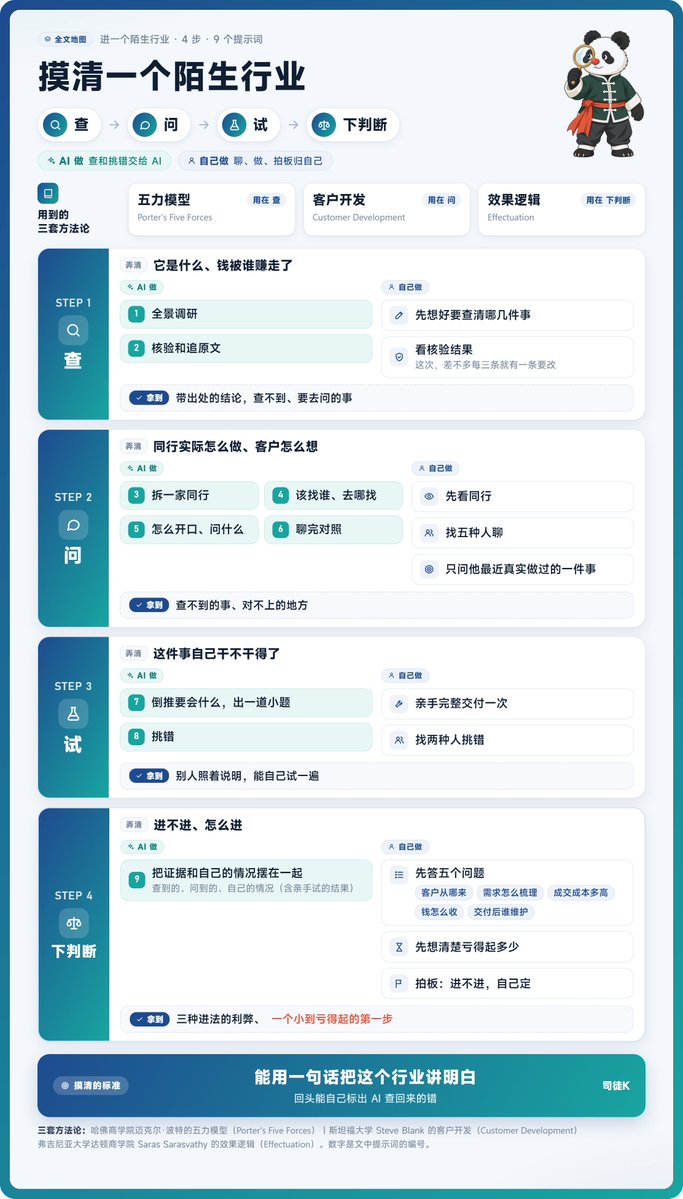 全文地图 进一个陌生行业 · 4 步 · 9 个提示词
摸清一个陌生行业
查 → 问 → 试 → 下判断
AI 做 查和挑错交给 AI 自己做 聊、做、拍板归自己
用到的
三套方法论
五力模型 用在 查
Porter's Five Forces
客户开发 用在 问
Customer Development
效果逻辑 用在 下判断
Effectuation
STEP 1
查
弄清 它是什么、钱被谁赚走了
AI 做
1 全景调研
2 核验和追原文
自己做
先想好要查清哪几件事
看核验结果
这次，差不多每三条就有一条要改
拿到 带出处的结论，查不到、要去问的事
STEP 2
问
弄清 同行实际怎么做、客户怎么想
AI 做
3 拆一家同行
4 该找谁、去哪找
5 怎么开口、问什么
6 聊完对照
自己做
先看同行
找五种人聊
只问他最近真实做过的一件事
拿到 查不到的事、对不上的地方
STEP 3
试
弄清 这件事自己干不干得了
AI 做
7 倒推要会什么，出一道小题
8 挑错
自己做
亲手完整交付一次
找两种人挑错
拿到 别人照着说明，能自己试一遍
STEP 4
下判断
弄清 进不进、怎么进
AI 做
9 把证据和自己的情况摆在一起
查到的、问到的、自己的情况（含亲手试的结果）
自己做
先答五个问题
客户从哪来 需求怎么梳理 成交成本多高
钱怎么收 交付后谁维护
先想清楚亏得起多少
拍板：进不进，自己定
拿到 三种进法的利弊、 一个小到亏得起的第一步
摸清的标准
能用一句话把这个行业讲明白
回头能自己标出 AI 查回来的错
司徒K
三套方法论： 哈佛商学院迈克尔·波特的五力模型（Porter's Five Forces）丨斯坦福大学 Steve Blank 的客户开发（Customer Development）
弗吉尼亚大学达顿商学院 Saras Sarasvathy 的效果逻辑（Effectuation）。数字是文中提示词的编号。